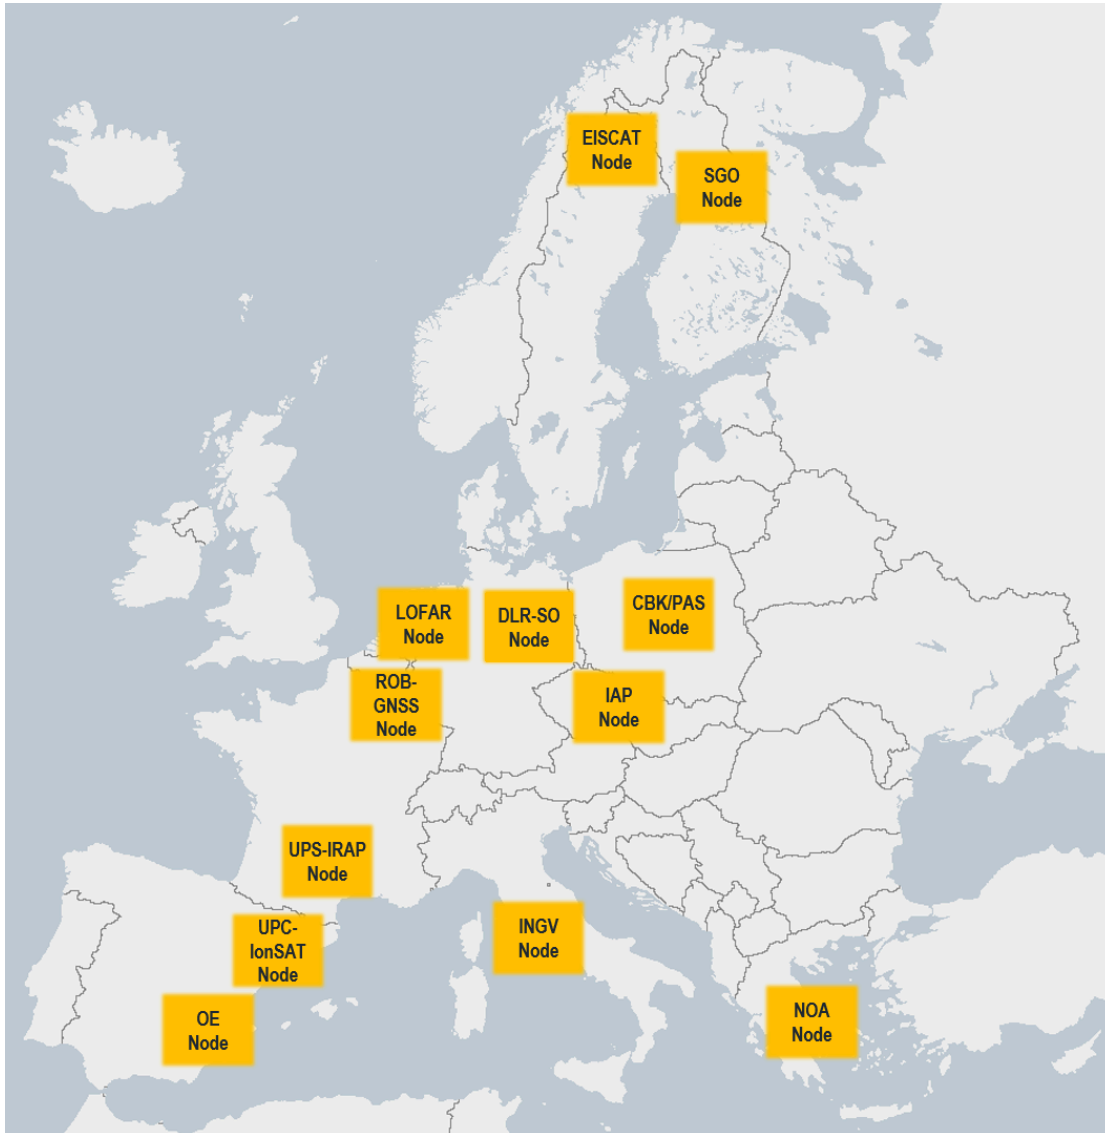 EISCAT
Node
SGO
Node
LOFAR
Node
DLR-SO
Node
CBK/PAS
Node
ROB-
GNSS
Node
IAP
Node
UPS-IRAP
Node
UPC-
IonSAT
Node
INGV
Node
OE
Node
NOA
Node